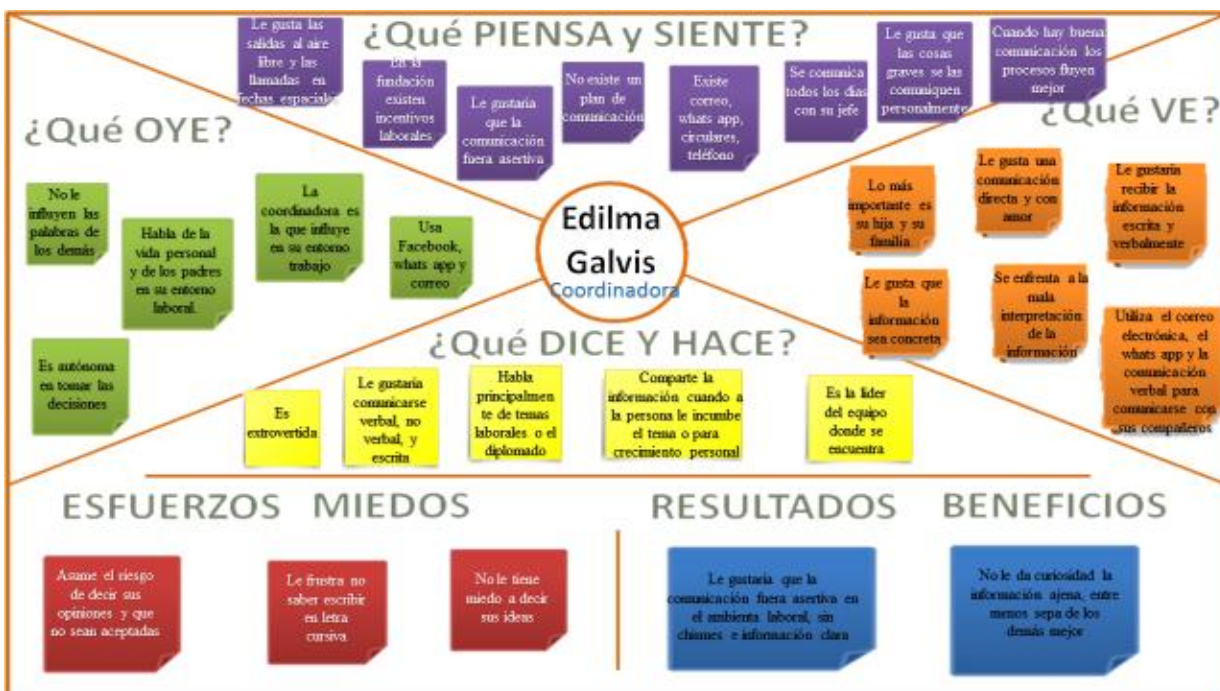 ¿Qué PIENSA y SIENTE?
Le gusta las
salidas al aire
libre y las
llamadas en
fechas espaciales
En la
fundación
existen
incentivos
laborales
Le gustaría
que la
comunicación
fuera asertiva
No existe un
plan de
comunicación
Existe
correo,
whats app,
circulares,
teléfono
Se comunica
todos los días
con su jefe
Le gusta que
las cosas
graves se las
comuniquen
personalmente
Cuando hay buena
comunicación los
procesos fluyen
mejor
¿Qué OYE?
No le
influyen las
palabras de
los demás
Habla de la
vida personal
y de los padres
en su entorno
laboral.
La
coordinadora es
la que influye
en su entorno
trabajo
Usa
Facebook,
whats app y
correo
Es autónoma
en tomar las
decisiones
Edilma
Galvis
Coordinadora
¿Qué VE?
Lo más
importante es
su hija y su
familia
Le gusta una
comunicación
directa y con
amor
Le gustaría
recibir la
información
escrita y
verbalmente
Le gusta que
la
información
sea concreta
Se enfrenta a la
mala
interpretación
de la
información
Utiliza el correo
electrónica, el
whats app y la
comunicación
verbal para
comunicarse con
sus compañeros
¿Qué DICE Y HACE?
Es
extrovertida
Le gustaría
comunicarse
verbal, no
verbal, y
escrita
Habla
principalmen
te de temas
laborales o el
diplomado
Comparte la
información cuando a
la persona le incumbe
el tema o para
crecimiento personal
Es la líder
del equipo
donde se
encuentra
ESFUERZOS MIEDOS
Asume el riesgo
de decir sus
opiniones y que
no sean aceptadas
Le frustra no
saber escribir
en letra
cursiva
No le tiene
miedo a decir
sus ideas
RESULTADOS BENEFICIOS
Le gustaría que la
comunicación fuera asertiva en
el ambienta laboral, sin
chismes e información clara
No le da curiosidad la
información ajena, entre
menos sepa de los
demás mejor